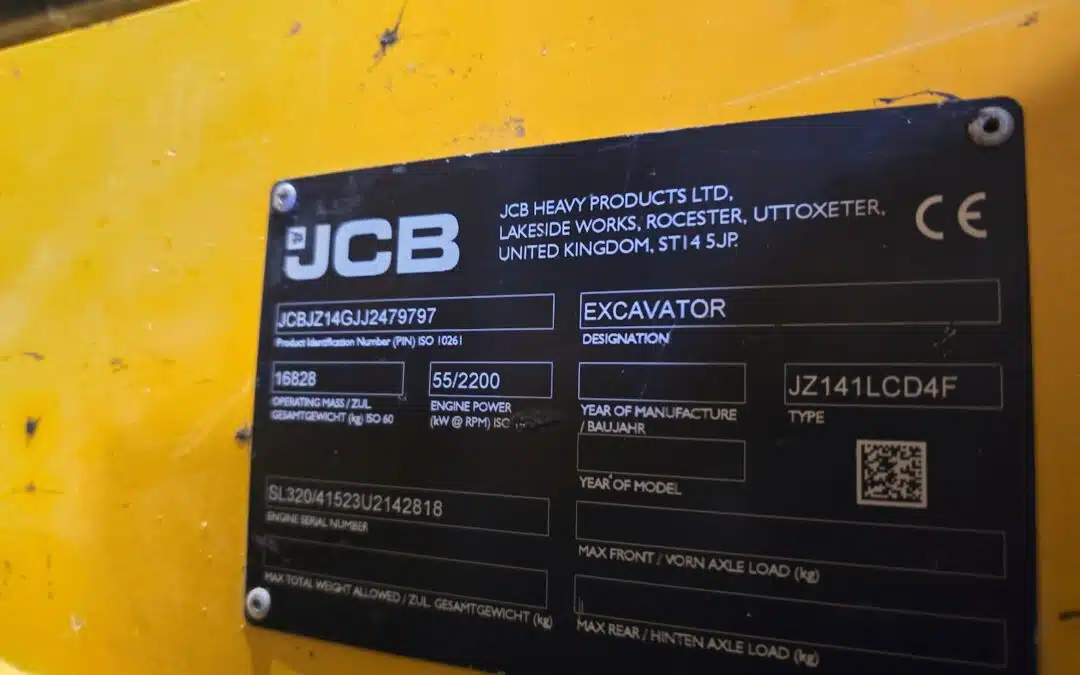 JCB
JCB HEAVY PRODUCTS LTD,
LAKESIDE WORKS, ROCESTER, UTTOXETER,
UNITED KINGDOM, ST14 5JP.
CE
JCBJZ14GJJ2479797
Product Identification Number (PIN) ISO 10261
EXCAVATOR
DESIGNATION
16828
OPERATING MASS / ZUL
GESAMTGEWICHT (kg) ISO 60
55/2200
ENGINE POWER
(kW @ RPM) ISO
YEAR OF MANUFACTURE
/ BAUJAHR
JZ141LCD4F
TYPE
YEAR OF MODEL
SL320/41523U2142818
ENGINE SERIAL NUMBER
MAX FRONT / VORN AXLE LOAD (kg)
MAX TOTAL WEIGHT ALLOWED / ZUL. GESAMTGEWICHT (kg)
MAX REAR / HINTEN AXLE LOAD (kg)